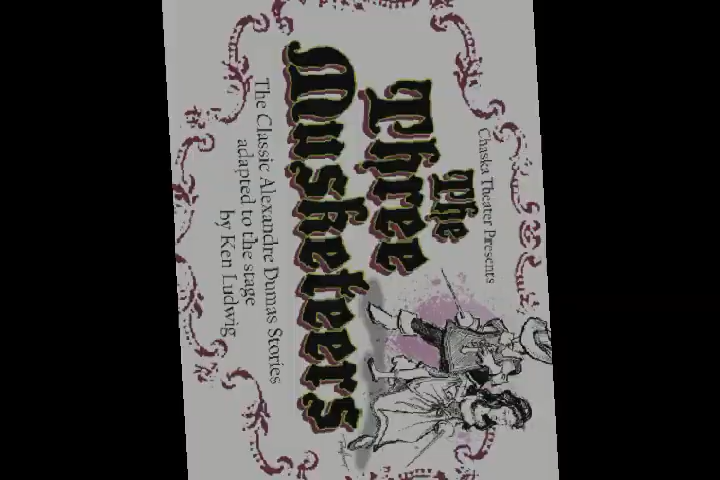 Chaska Theater Presents
The
Three
Musketeers
The Classic Alexandre Dumas Stories
adapted to the stage
by Ken Ludwig